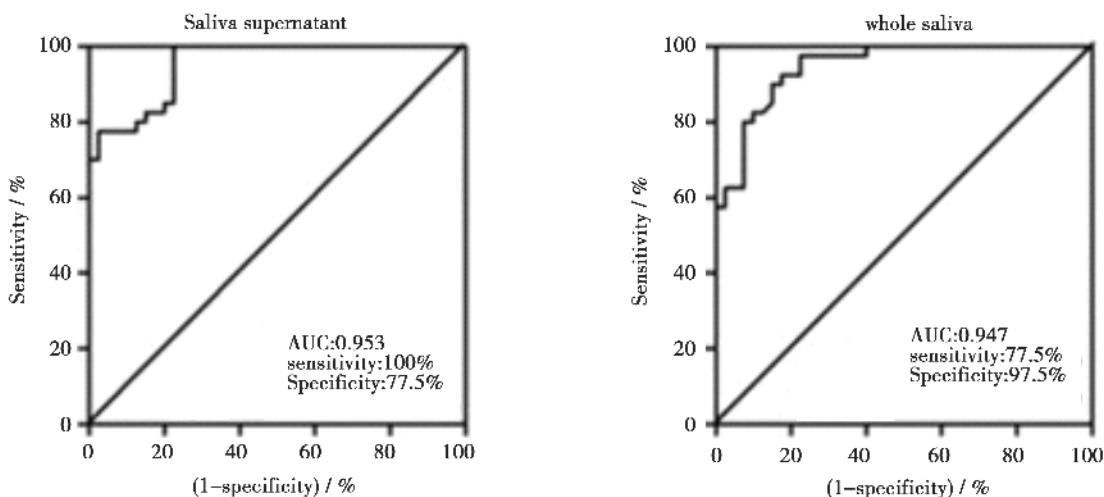 Saliva supernatant
100
80
60
40
20
0
Sensitivity / %
AUC:0.953
sensitivity:100%
Specificity:77.5%
0 20 40 60 80 100
(1-specificity) / %
whole saliva
100
80
60
40
20
0
Sensitivity / %
AUC:0.947
sensitivity:77.5%
Specificity:97.5%
0 20 40 60 80 100
(1-specificity) / %